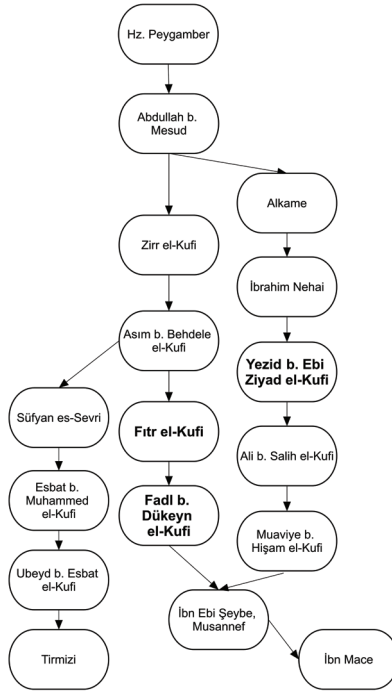 Hz. Peygamber
Abdullah b.
Mesud
Alkame
Zirr el-Kufi
İbrahim Nehai
Asım b. Behdele
el-Kufi
Yezid b. Ebi
Ziyad el-Kufi
Süfyan es-Sevri
Fıtr el-Kufi
Ali b. Salih el-Kufi
Esbat b.
Muhammed
el-Kufi
Fadl b.
Dükeyn
el-Kufi
Muaviye b.
Hişam el-Kufi
Ubeyd b. Esbat
el-Kufi
İbn Ebi Şeybe,
Musannef
Tirmizi
İbn Mace